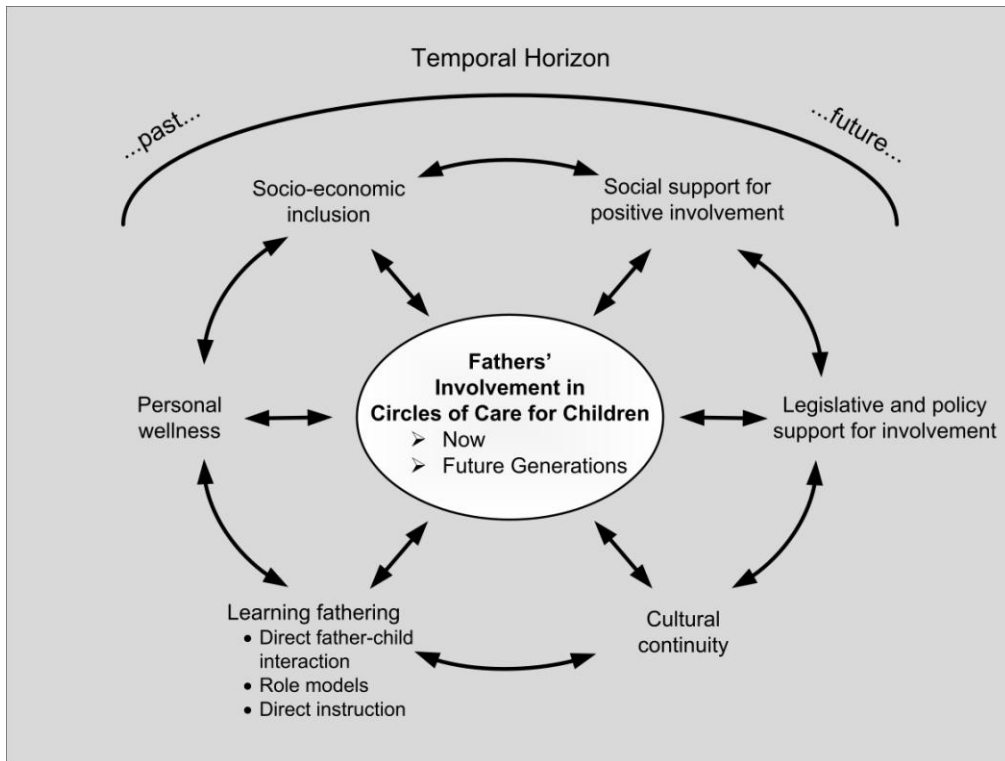 Temporal Horizon
...past...
...future...
Socio-economic
inclusion
Social support for
positive involvement
Fathers’
Involvement in
Circles of Care for Children
➢ Now
➢ Future Generations
Personal
wellness
Legislative and policy
support for involvement
Learning fathering
• Direct father-child
interaction
• Role models
• Direct instruction
Cultural
continuity